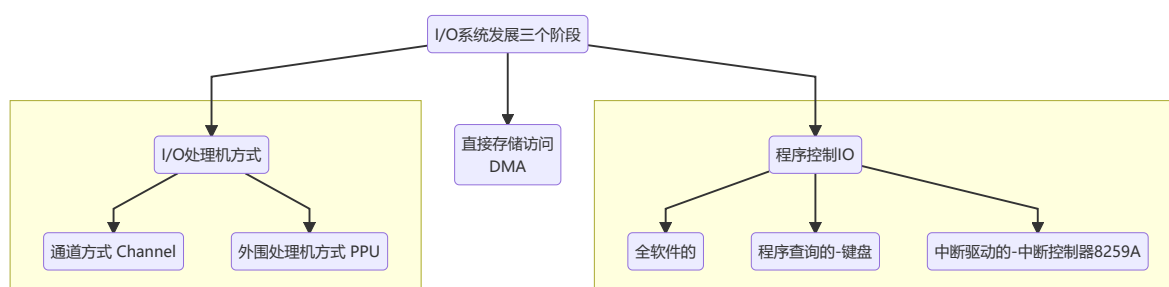 I/O系统发展三个阶段
I/O处理机方式
直接存储访问
DMA
程序控制IO
通道方式 Channel
外围处理机方式 PPU
全软件的
程序查询的-键盘
中断驱动的-中断控制器8259A